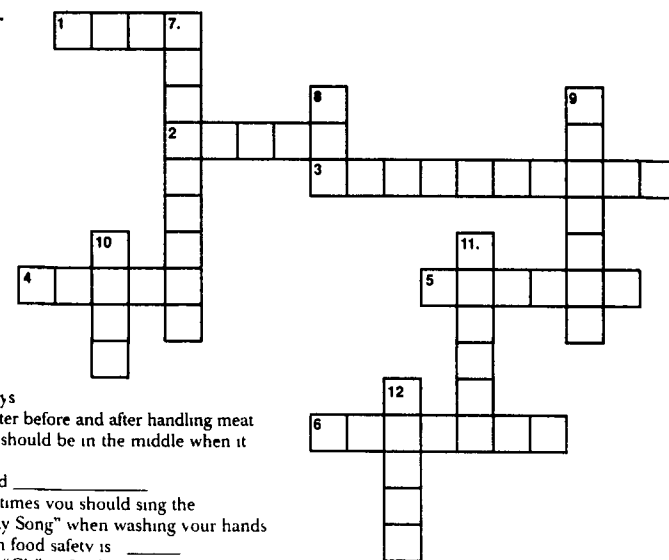 1 7.
8 9
2
3
10 11.
4 5
12
6
ter before and after handling meat
should be in the middle when it
d
times you should sing the
y Song" when washing your hands
n food safety is